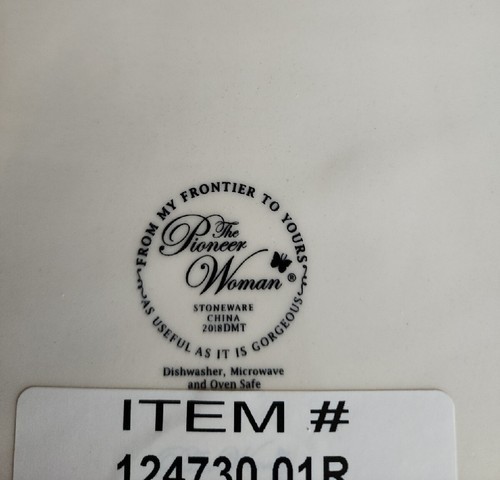 FROM MY FRONTIER TO YOURS
The
Pioneer
Woman®
STONEWARE
CHINA
2018DMT
AS USEFUL AS IT IS GORGEOUS
Dishwasher, Microwave
and Oven Safe
ITEM #
124730.01R